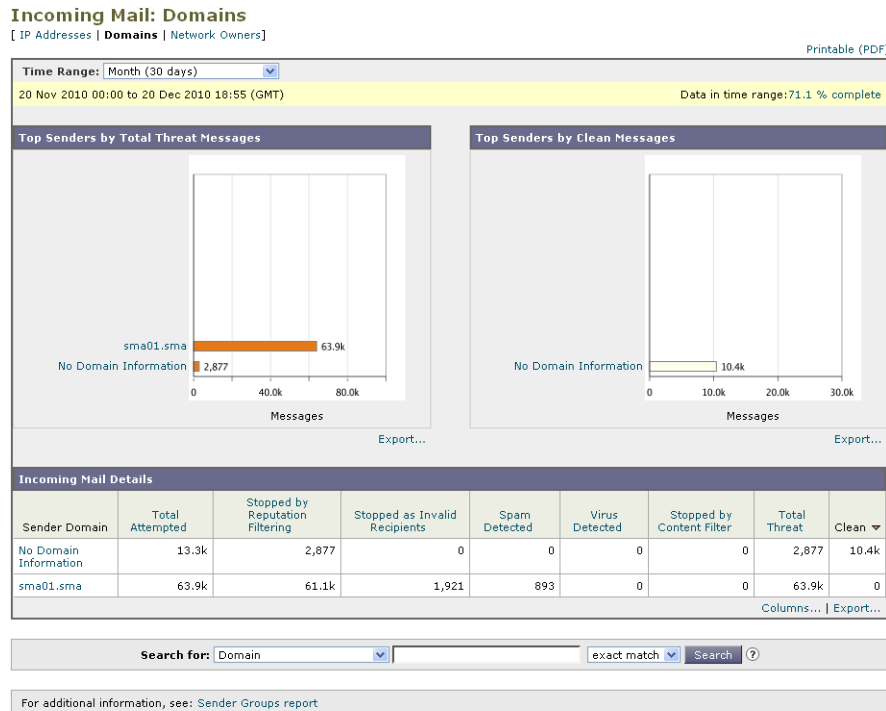 Incoming Mail: Domains
[ IP Addresses | Domains | Network Owners]
Printable (PDF)
Time Range: Month (30 days)
20 Nov 2010 00:00 to 20 Dec 2010 18:55 (GMT)
Data in time range:71.1 % complete
Top Senders by Total Threat Messages
sma01.sma
63.9k
No Domain Information
2,877
0 40.0k 80.0k
Messages
Export...
Top Senders by Clean Messages
No Domain Information
10.4k
0 10.0k 20.0k 30.0k
Messages
Export...
Incoming Mail Details
Sender Domain
Total
Attempted
Stopped by
Reputation
Filtering
Stopped as Invalid
Recipients
Spam
Detected
Virus
Detected
Stopped by
Content Filter
Total
Threat
Clean
No Domain
Information
13.3k 2,877 0 0 0 0 2,877 10.4k
sma01.sma 63.9k 61.1k 1,921 893 0 0 63.9k 0
Columns... | Export...
Search for: Domain exact match Search ?
For additional information, see: Sender Groups report